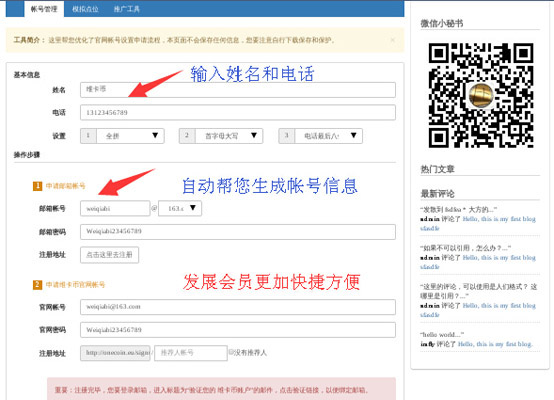 帐号管理 模拟点位 推广工具
工具简介： 这里帮您优化了官网帐号设置申请流程，本页面不会保存任何信息，您要注意自行下载保存和保护。 ×
基本信息
输入姓名和电话
姓名 维卡币
电话 13123456789
设置 1 全拼 2 首字母大写 3 电话最后八
操作步骤
1 申请邮箱帐号
自动帮您生成帐号信息
邮箱帐号 weiqiabi @ 163.c
邮箱密码 Weiqiabi23456789
注册地址 点击这里去注册
2 申请维卡币官网帐号
发展会员更加快捷方便
官网帐号 weiqiabi@163.com
官网密码 Weiqiabi23456789
注册地址 http://onecoin.eu/signu 推荐人帐号 没有推荐人
重要：注册完毕，您要登录邮箱，进入标题为“验证您的 维卡币账户”的邮件，点击验证链接，以便绑定邮箱。
微信小秘书
热门文章
最新评论
“发散到 * 大方的...”
admin 评论了 Hello, this is my first blog
“如果不可以引用，怎么办？...”
admin 评论了 Hello, this is my first blog
“这里的评论，可以使用是人们格式？ 这
哪里是引用？...”
admin 评论了 Hello, this is my first blog
“hello world...”
评论了 Hello, this is my first blog.